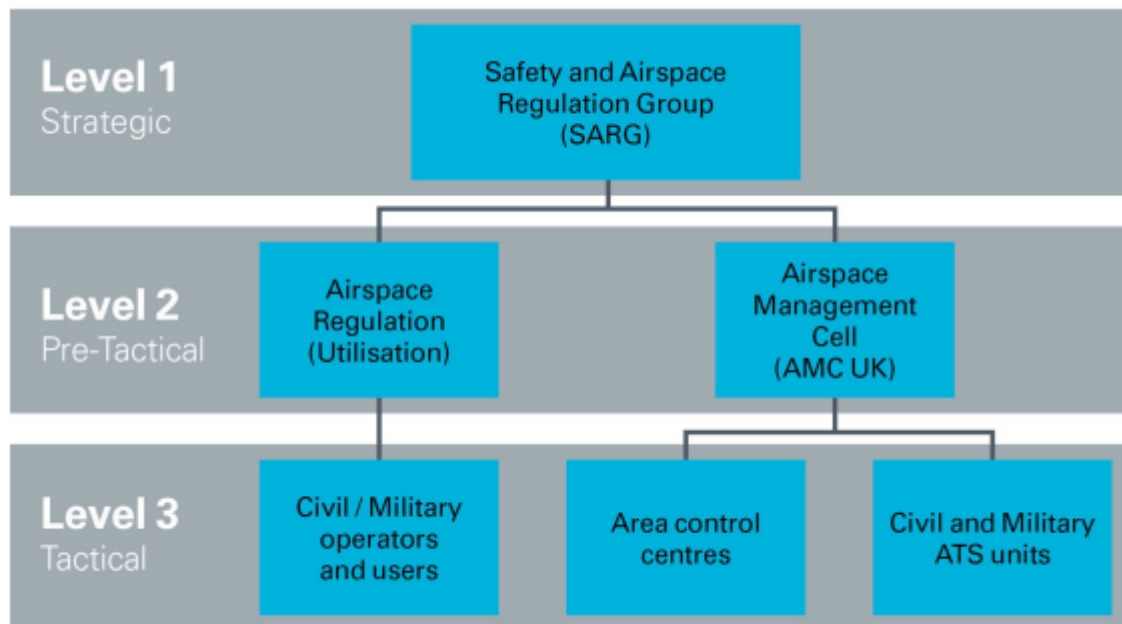 Level 1
Strategic
Safety and Airspace
Regulation Group
(SARG)
Level 2
Pre-Tactical
Airspace
Regulation
(Utilisation)
Airspace
Management
Cell
(AMC UK)
Level 3
Tactical
Civil / Military
operators
and users
Area control
centres
Civil and Military
ATS units